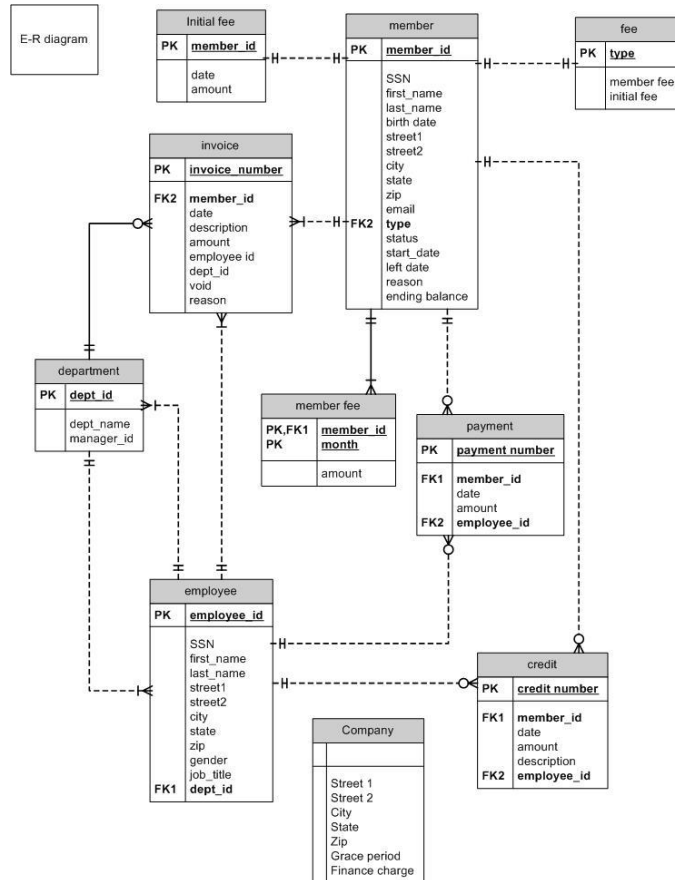 E-R diagram
Initial fee
PK member_id
date
amount
member
PK member_id
SSN
first_name
last_name
birth date
street1
street2
city
state
zip
email
FK2 type
status
start_date
left date
reason
ending balance
fee
PK type
member fee
initial fee
invoice
PK invoice_number
FK2 member_id
date
description
amount
employee id
dept_id
void
reason
department
PK dept_id
dept_name
manager_id
member fee
PK,FK1 member_id
PK month
amount
payment
PK payment number
FK1 member_id
date
amount
FK2 employee_id
employee
PK employee_id
SSN
first_name
last_name
street1
street2
city
state
zip
gender
job_title
FK1 dept_id
credit
PK credit number
FK1 member_id
date
amount
description
FK2 employee_id
Company
Street 1
Street 2
City
State
Zip
Grace period
Finance charge